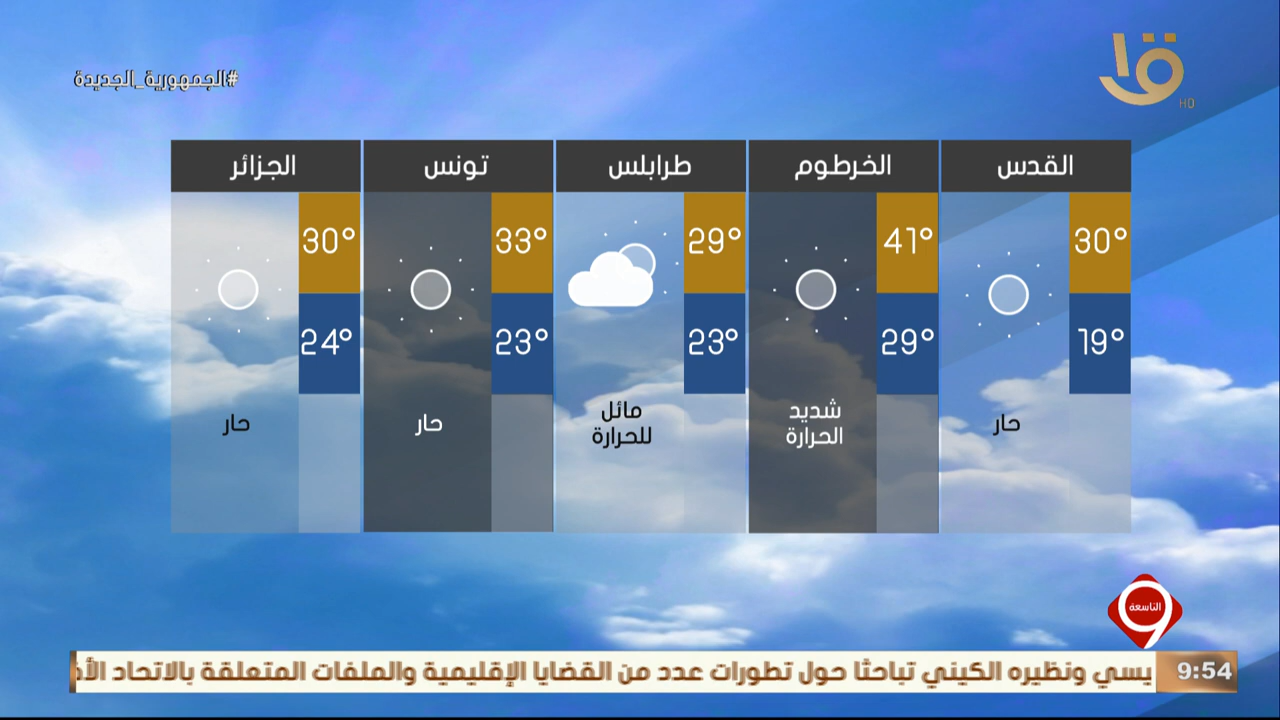 #الجمهورية_الجديدة
HD
القدس
30°
19°
حار
الخرطوم
41°
29°
شديد
الحرارة
طرابلس
29°
23°
مائل
للحرارة
تونس
33°
23°
حار
الجزائر
30°
24°
حار
التاسعة
9
9:54
يسي ونظيره الكيني تباحثا حول تطورات عدد من القضايا الإقليمية والملفات المتعلقة بالاتحاد